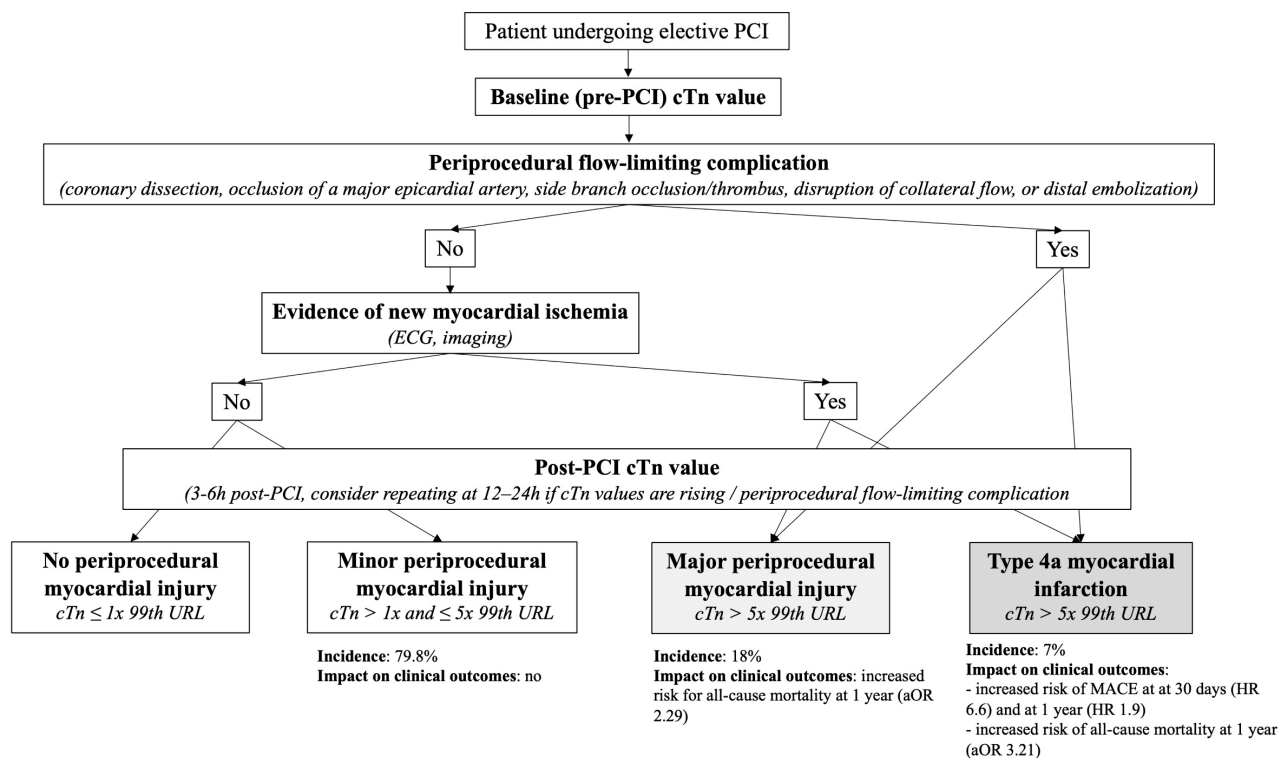 Patient undergoing elective PCI
Baseline (pre-PCI) cTn value
Periprocedural flow-limiting complication
(coronary dissection, occlusion of a major epicardial artery, side branch occlusion/thrombus, disruption of collateral flow, or distal embolization)
No
Yes
Evidence of new myocardial ischemia
(ECG, imaging)
No
Yes
Post-PCI cTn value
(3-6h post-PCI, consider repeating at 12–24h if cTn values are rising / periprocedural flow-limiting complication
No periprocedural
myocardial injury
cTn ≤ 1x 99th URL
Minor periprocedural
myocardial injury
cTn > 1x and ≤ 5x 99th URL
Incidence: 79.8%
Impact on clinical outcomes: no
Major periprocedural
myocardial injury
cTn > 5x 99th URL
Incidence: 18%
Impact on clinical outcomes: increased
risk for all-cause mortality at 1 year (aOR
2.29)
Type 4a myocardial
infarction
cTn > 5x 99th URL
Incidence: 7%
Impact on clinical outcomes:
- increased risk of MACE at at 30 days (HR
6.6) and at 1 year (HR 1.9)
- increased risk of all-cause mortality at 1 year
(aOR 3.21)